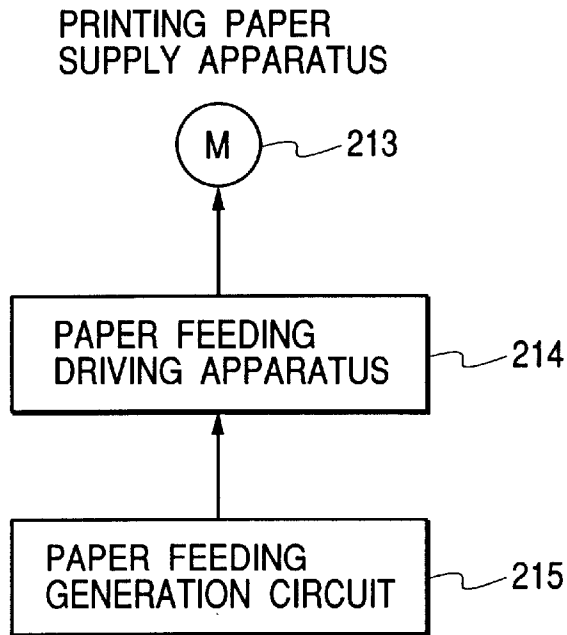 PRINTING PAPER
SUPPLY APPARATUS
M
213
PAPER FEEDING
DRIVING APPARATUS
214
PAPER FEEDING
GENERATION CIRCUIT
215